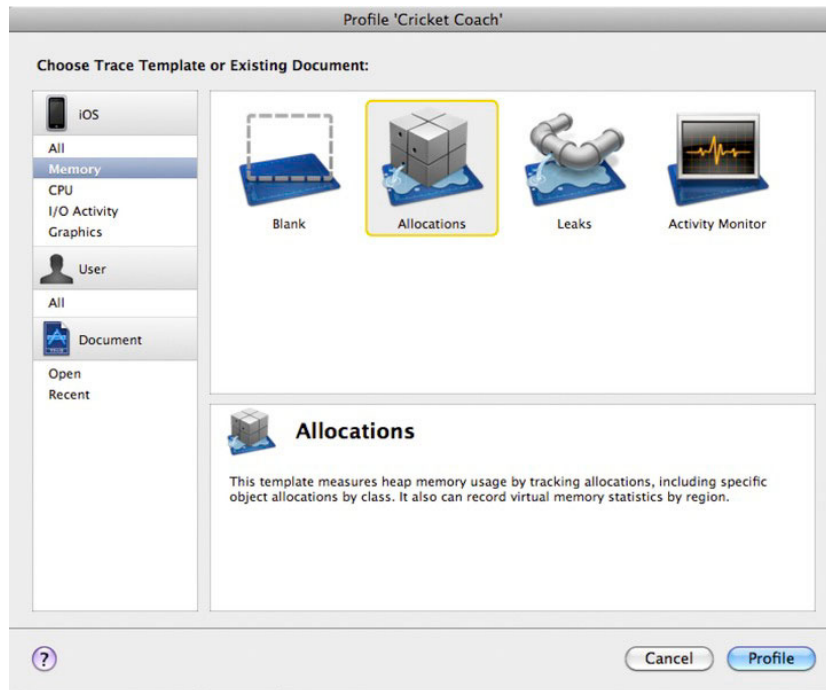 Profile 'Cricket Coach'
Choose Trace Template or Existing Document:
iOS
All
Memory
CPU
I/O Activity
Graphics
User
All
Document
Open
Recent
Blank
Allocations
Leaks
Activity Monitor
Allocations
This template measures heap memory usage by tracking allocations, including specific
object allocations by class. It also can record virtual memory statistics by region.
?
Cancel
Profile